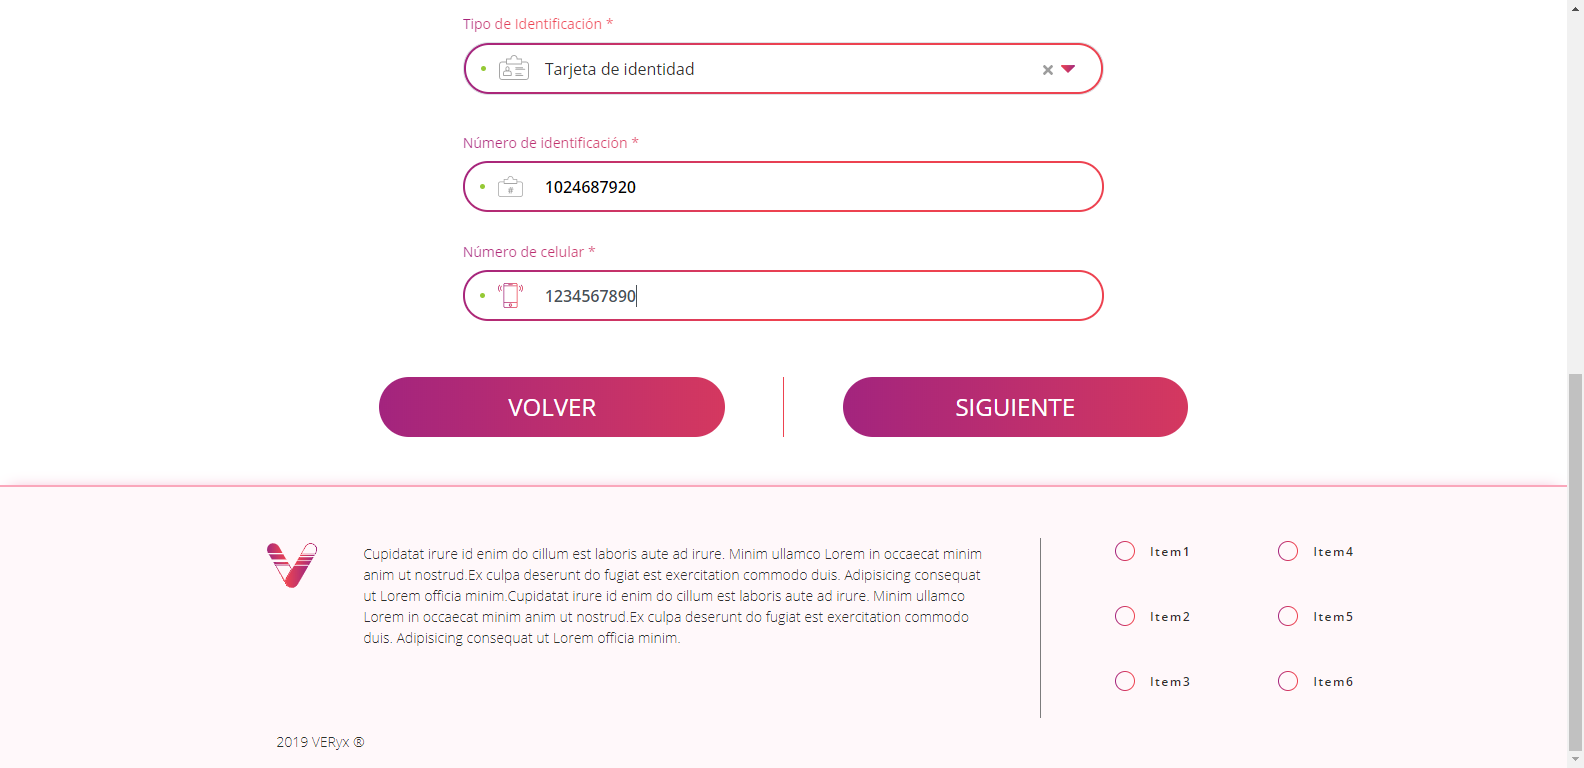 Tipo de Identificación *
Tarjeta de identidad
Número de identificación *
#
1024687920
Número de celular *
1234567890
VOLVER
SIGUIENTE
Cupidatat irure id enim do cillum est laboris aute ad irure. Minim ullamco Lorem in occaecat minim
anim ut nostrud.Ex culpa deserunt do fugiat est exercitation commodo duis. Adipisicing consequat
ut Lorem officia minim.Cupidatat irure id enim do cillum est laboris aute ad irure. Minim ullamco
Lorem in occaecat minim anim ut nostrud.Ex culpa deserunt do fugiat est exercitation commodo
duis. Adipisicing consequat ut Lorem officia minim.
Item1
Item4
Item2
Item5
Item3
Item6
2019 VERyx ®